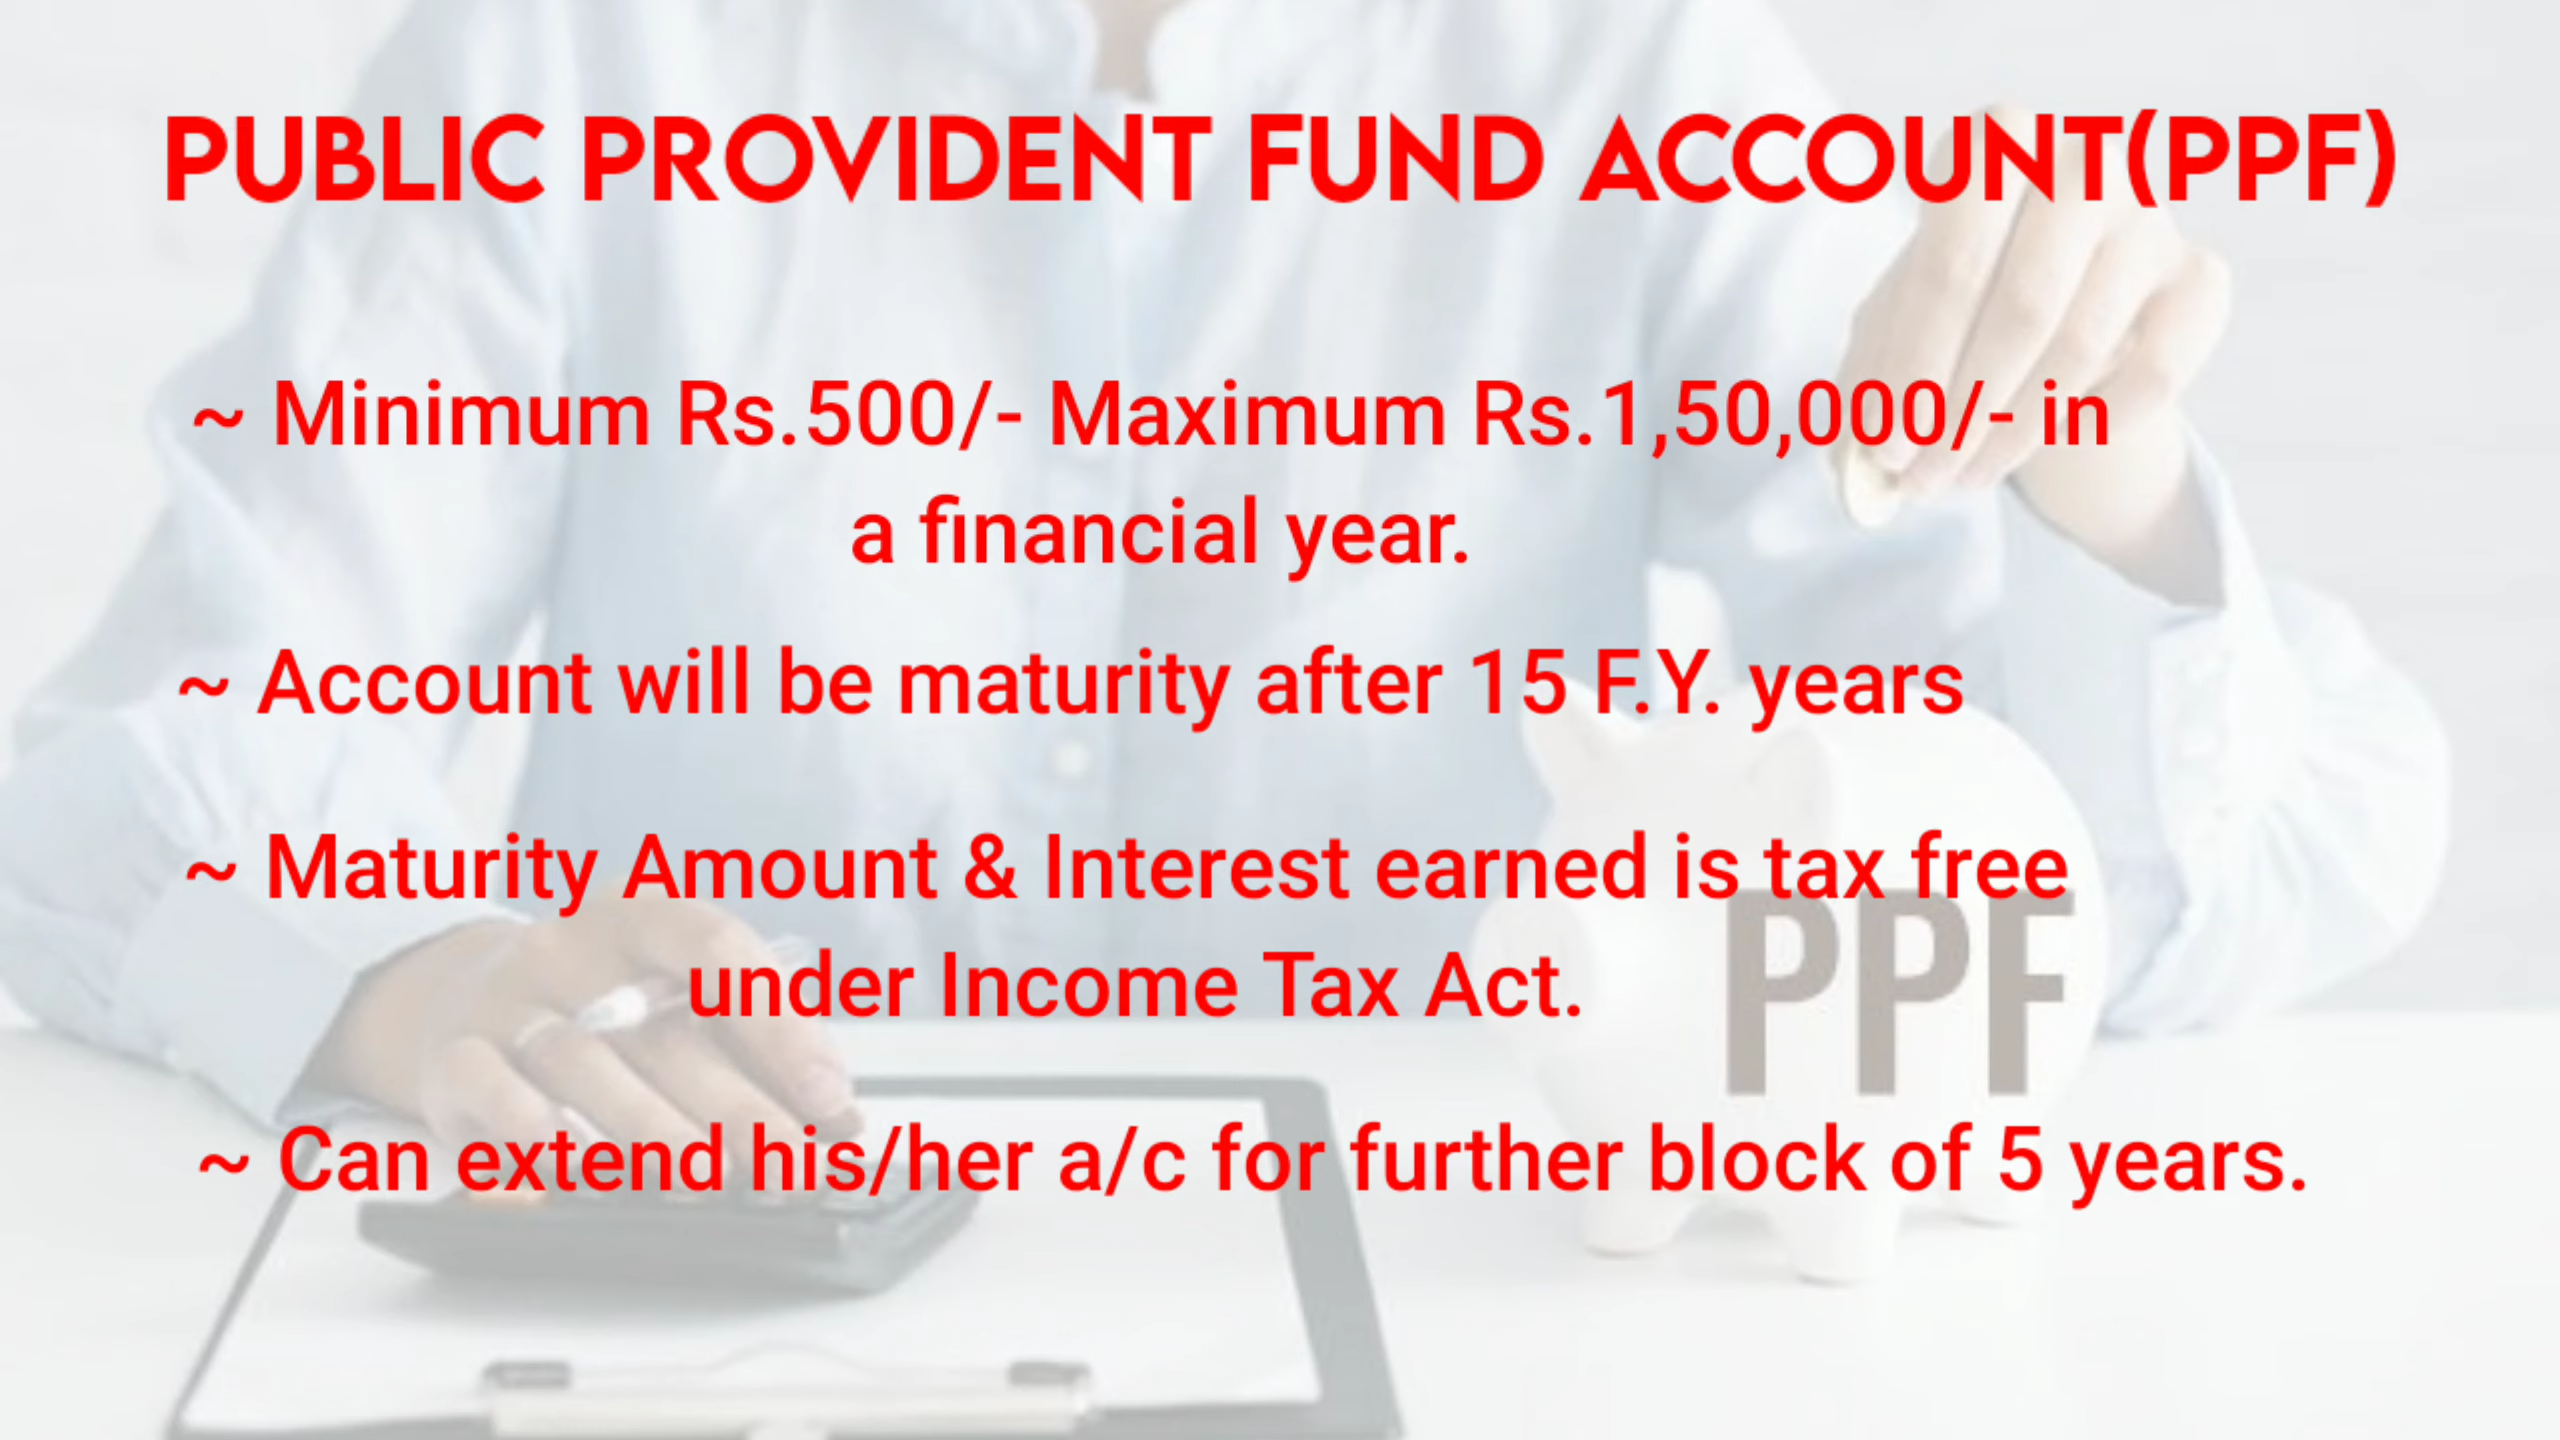 PUBLIC PROVIDENT FUND ACCOUNT(PPF)
~ Minimum Rs.500/- Maximum Rs.1,50,000/- in
a financial year.
~ Account will be maturity after 15 F.Y. years
~ Maturity Amount & Interest earned is tax free
under Income Tax Act.
PPF
~ Can extend his/her a/c for further block of 5 years.